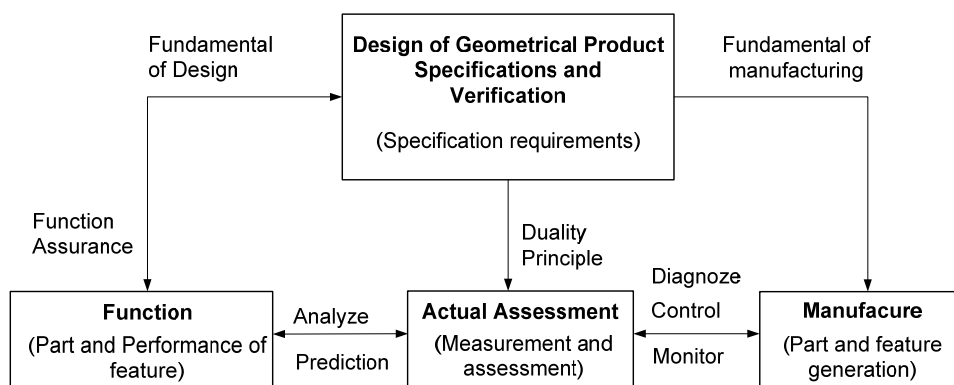 Fundamental
of Design
Design of Geometrical Product
Specifications and
Verification
(Specification requirements)
Fundamental of
manufacturing
Function
Assurance
Duality
Principle
Function
(Part and Performance of
feature)
Analyze
Prediction
Actual Assessment
(Measurement and
assessment)
Diagnoze
Control
Monitor
Manufacure
(Part and feature
generation)